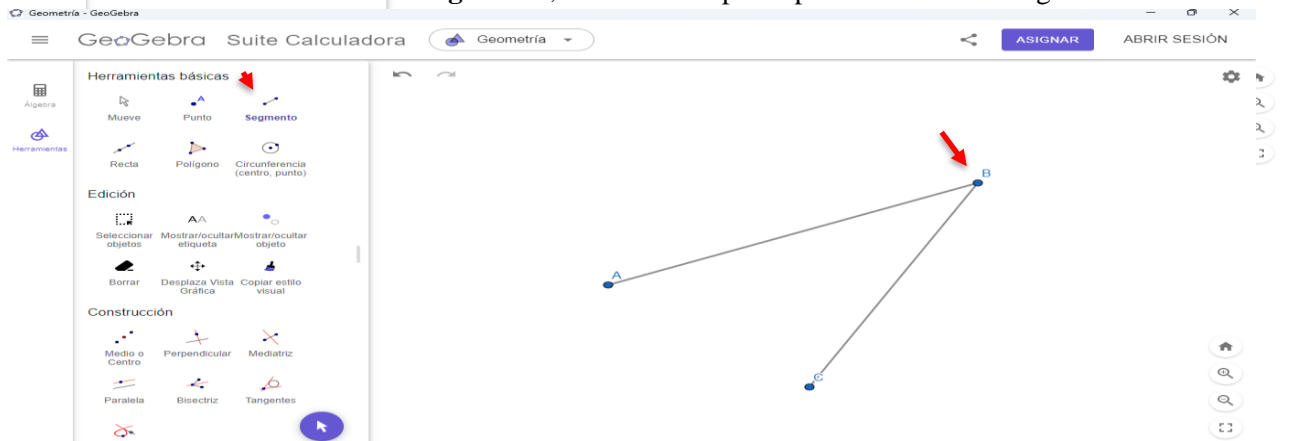 Geometría - GeoGebra
GeoGebra Suite Calculadora
Geometría
ASIGNAR
ABRIR SESIÓN
Álgebra
Herramientas
Herramientas básicas
Mueve
Punto
Segmento
Recta
Polígono
Circunferencia
(centro, punto)
Edición
Seleccionar
objetos
Mostrar/ocultar
etiqueta
Mostrar/ocultar
objeto
Borrar
Desplaza Vista
Gráfica
Copiar estilo
visual
Construcción
Medio o
Centro
Perpendicular
Mediatriz
Paralela
Bisectriz
Tangentes
A
B
C